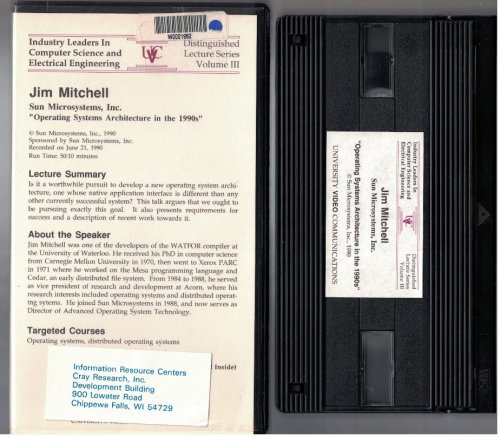 W0001962
Industry Leaders In
Computer Science and
Electrical Engineering
UVC
Distinguished
Lecture Series
Volume III
Jim Mitchell
Sun Microsystems, Inc.
"Operating Systems Architecture in the 1990s"
© Sun Microsystems, Inc., 1990
Sponsored by Sun Microsystems, Inc.
Recorded on June 21, 1990
Run Time: 50:10 minutes
Lecture Summary
Is it a worthwhile pursuit to develop a new operating system archi-
tecture, one whose native application interface is different than any
other currently successful system? This talk argues that we ought to
be pursuing exactly this goal. It also presents requirements for
success and a description of recent work towards it.
About the Speaker
Jim Mitchell was one of the developers of the WATFOR compiler at
the University of Waterloo. He received his PhD in computer science
from Carnegie Mellon University in 1970, then went to Xerox PARC
in 1971 where he worked on the Mesa programming language and
Cedar, an early distributed file system. From 1984 to 1988, he served
as vice president of research and development at Acorn, where his
research interests included operating systems and distributed operat-
ing systems. He joined Sun Microsystems in 1988, and now serves as
Director of Advanced Operating System Technology.
Targeted Courses
Operating systems, distributed operating systems
Inside)
Information Resource Centers
Cray Research, Inc.
Development Building
900 Lowater Road
Chippewa Falls, WI 54729
Industry Leaders In
Computer Science and
Electrical Engineering
UVC
Distinguished
Lecture Series
Volume III
Jim Mitchell
Sun Microsystems, Inc.
"Operating Systems Architecture in the 1990s"
© Sun Microsystems, Inc., 1990
UNIVERSITY VIDEO COMMUNICATIONS
VHS